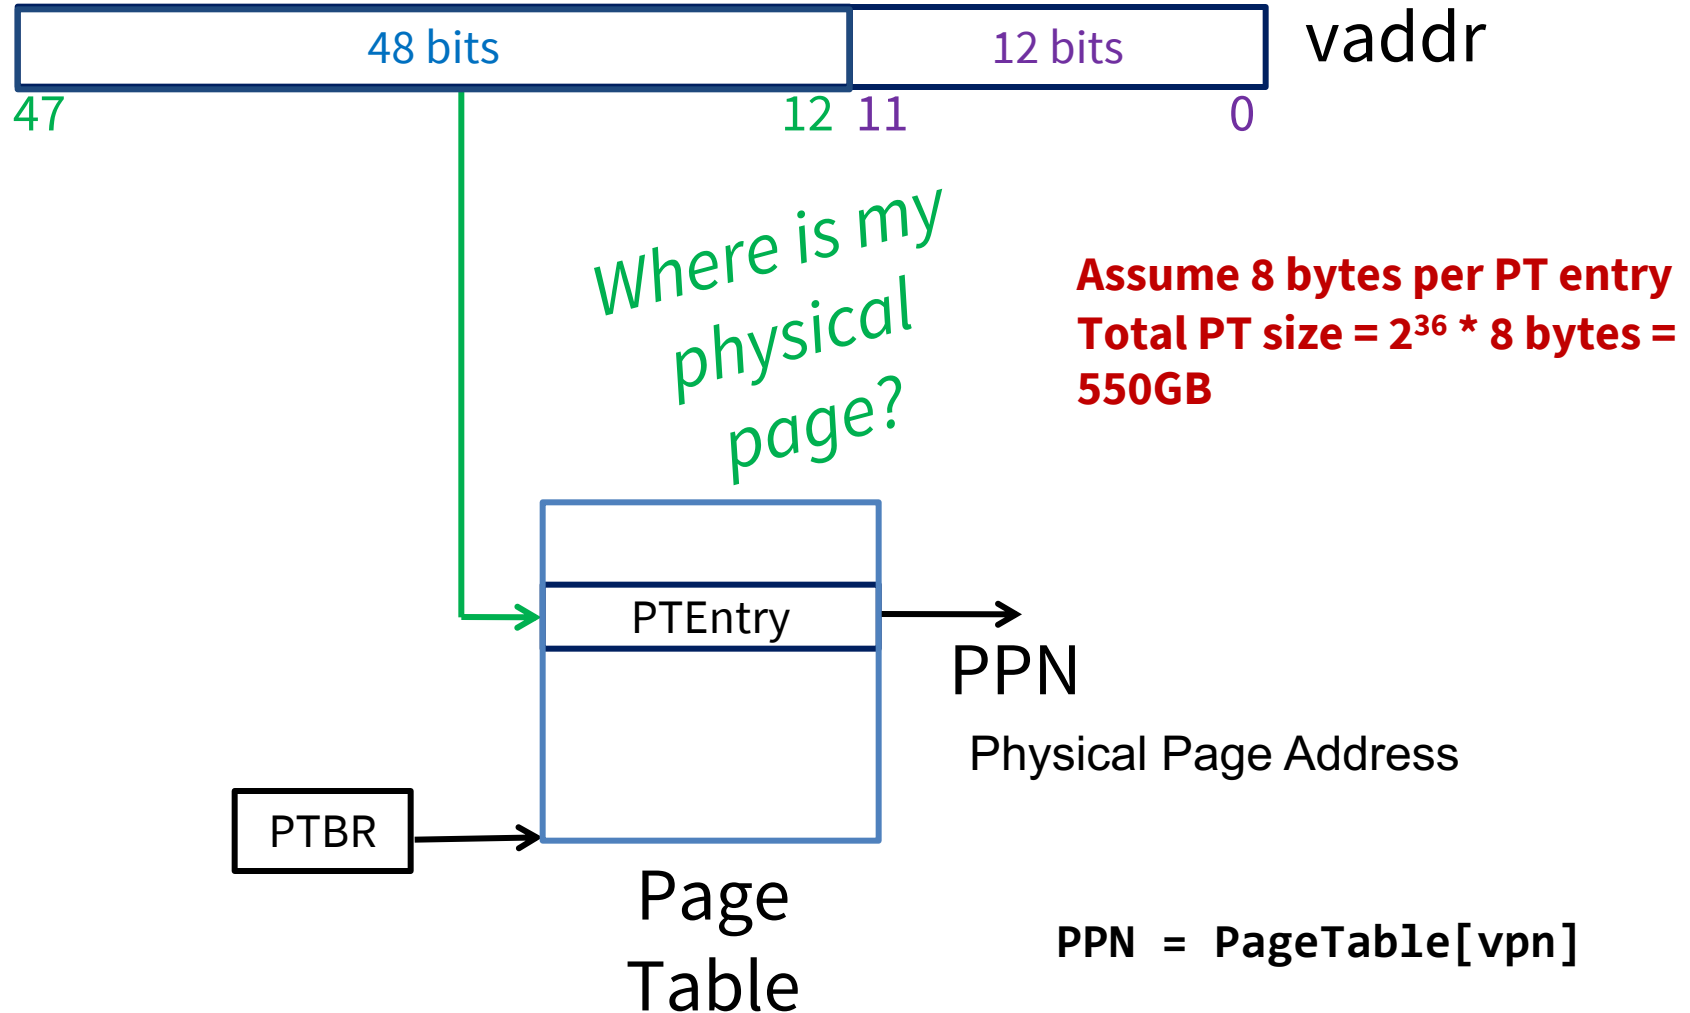 48 bits
12 bits
vaddr
47
12
11
0
Where is my
physical
page?
Assume 8 bytes per PT entry
Total PT size = 2³⁶ * 8 bytes =
550GB
PTEntry
PPN
Physical Page Address
PTBR
Page
Table
PPN = PageTable[vpn]